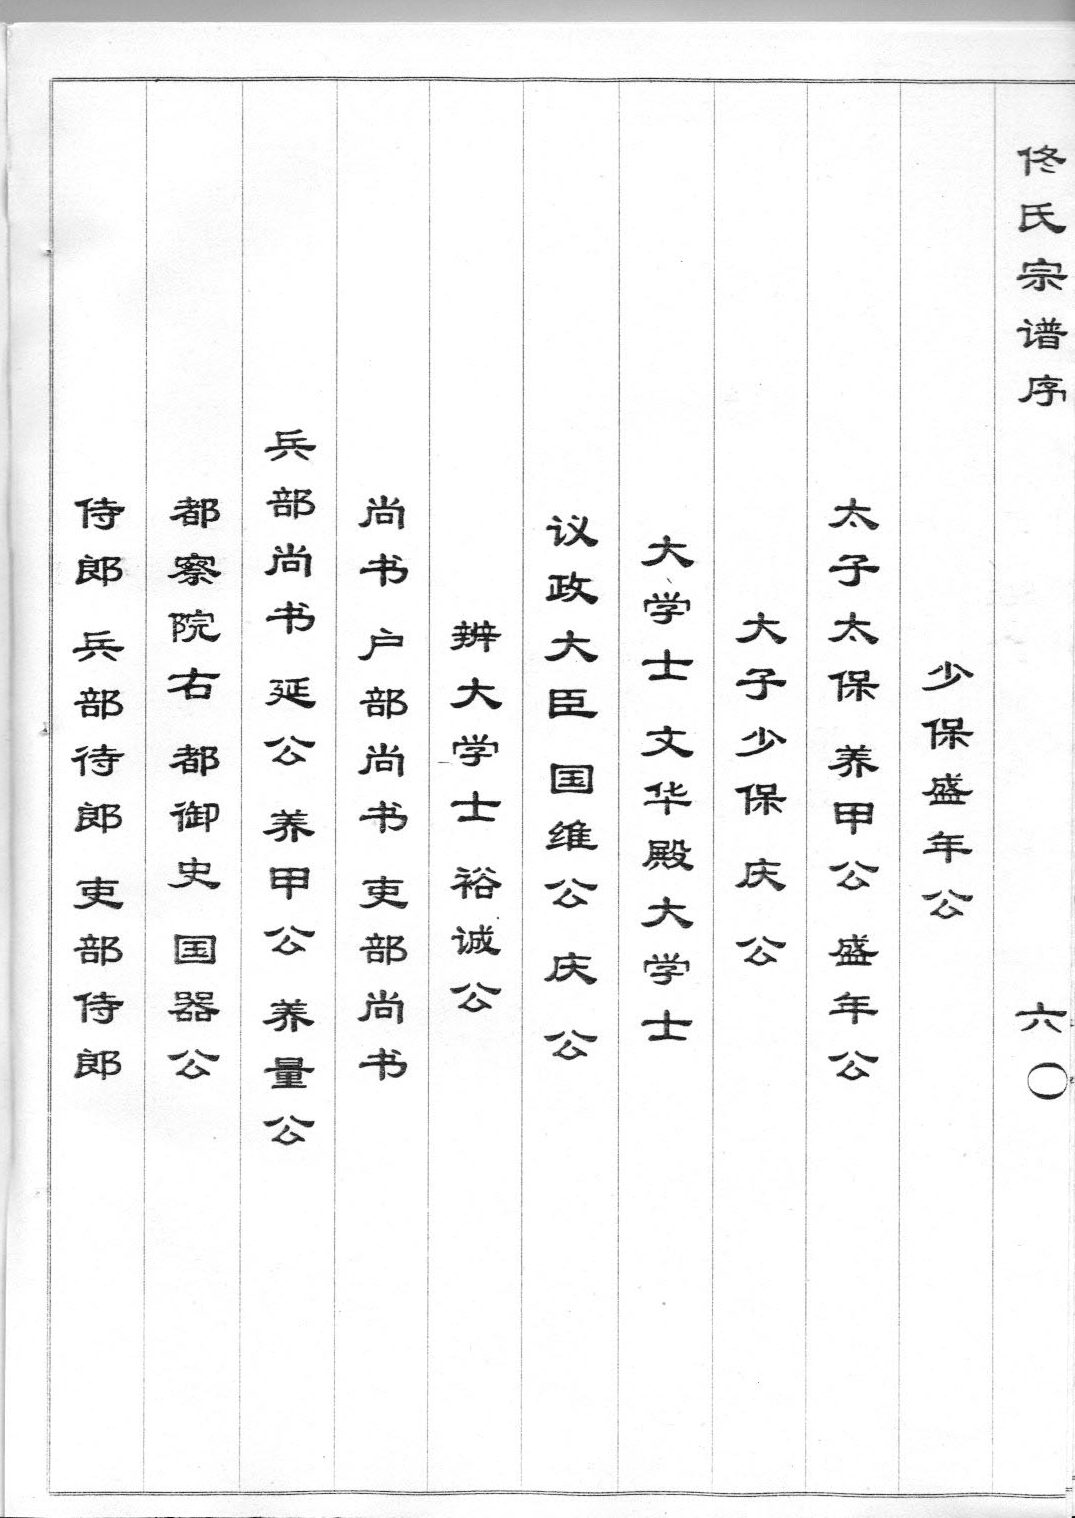 佟氏宗谱序 六〇
少保盛年公
太子太保 养甲公 盛年公
大子少保 庆公
大学士 文华殿大学士
议政大臣 国维公 庆公
辨大学士 裕诚公
尚书 户部尚书 吏部尚书
兵部尚书 延公 养甲公 养量公
都察院右 都御史 国器公
侍郎 兵部待郎 吏部侍郎